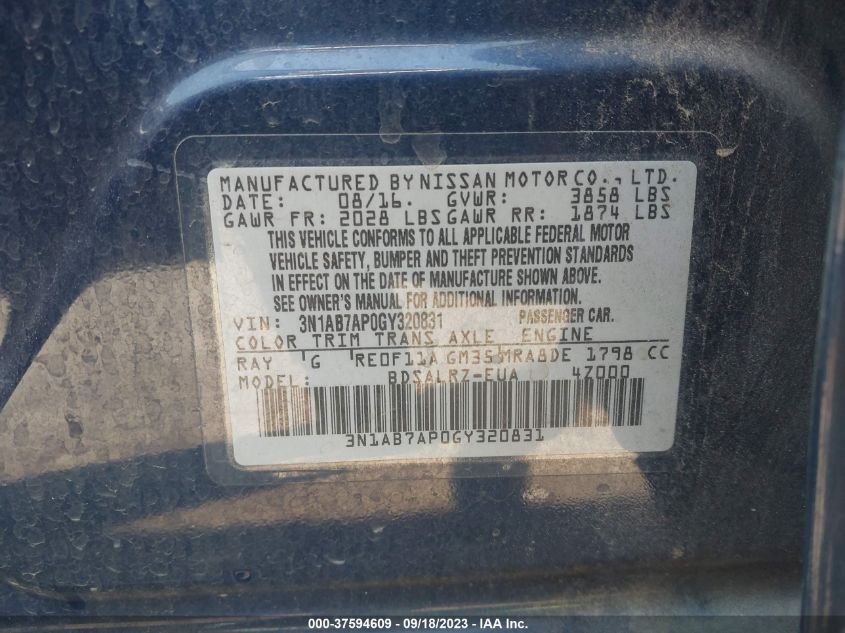 MANUFACTURED BY NISSAN MOTOR CO., LTD.
DATE: 08/16. GVWR: 3858 LBS
GAWR FR: 2028 LBS GAWR RR: 1874 LBS
THIS VEHICLE CONFORMS TO ALL APPLICABLE FEDERAL MOTOR
VEHICLE SAFETY, BUMPER AND THEFT PREVENTION STANDARDS
IN EFFECT ON THE DATE OF MANUFACTURE SHOWN ABOVE.
SEE OWNER'S MANUAL FOR ADDITIONAL INFORMATION.
VIN: 3N1AB7AP0GY320831 PASSENGER CAR.
COLOR TRIM TRANS AXLE ENGINE
RAY G RE0F11A GM35 MRA8DE 1798 CC
MODEL: BDSALRZ-EUA 47000
3N1AB7AP0GY320831
000-37594609 - 09/18/2023 - IAA Inc.